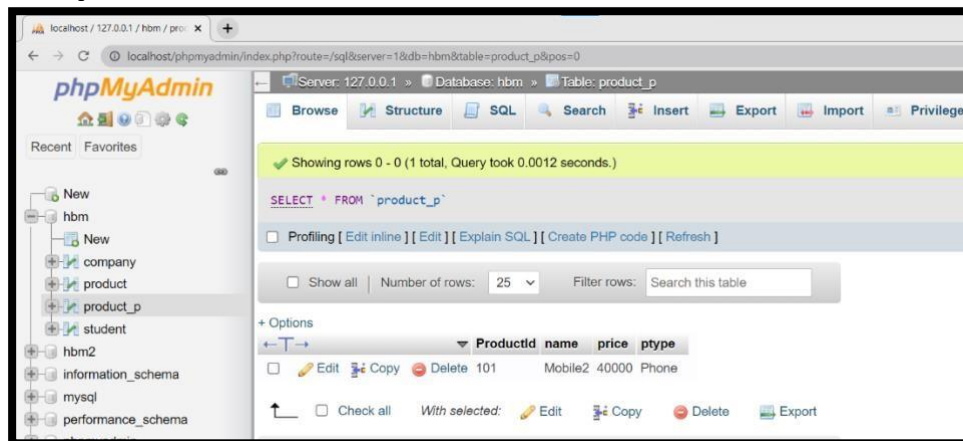 localhost / 127.0.0.1 / hbm / pro
localhost/phpmyadmin/index.php?route=/sql&server=1&db=hbm&table=product_p&pos=0
phpMyAdmin
Recent Favorites
New
hbm
New
company
product
product_p
student
hbm2
information_schema
mysql
performance_schema
Server: 127.0.0.1 » Database: hbm » Table: product_p
Browse Structure SQL Search Insert Export Import Privilege
Showing rows 0 - 0 (1 total, Query took 0.0012 seconds.)
SELECT * FROM `product_p`
Profiling [ Edit inline ] [ Edit ] [ Explain SQL ] [ Create PHP code ] [ Refresh ]
Show all | Number of rows: 25 Filter rows: Search this table
+ Options
←T→ ProductId name price ptype
Edit Copy Delete 101 Mobile2 40000 Phone
Check all With selected: Edit Copy Delete Export